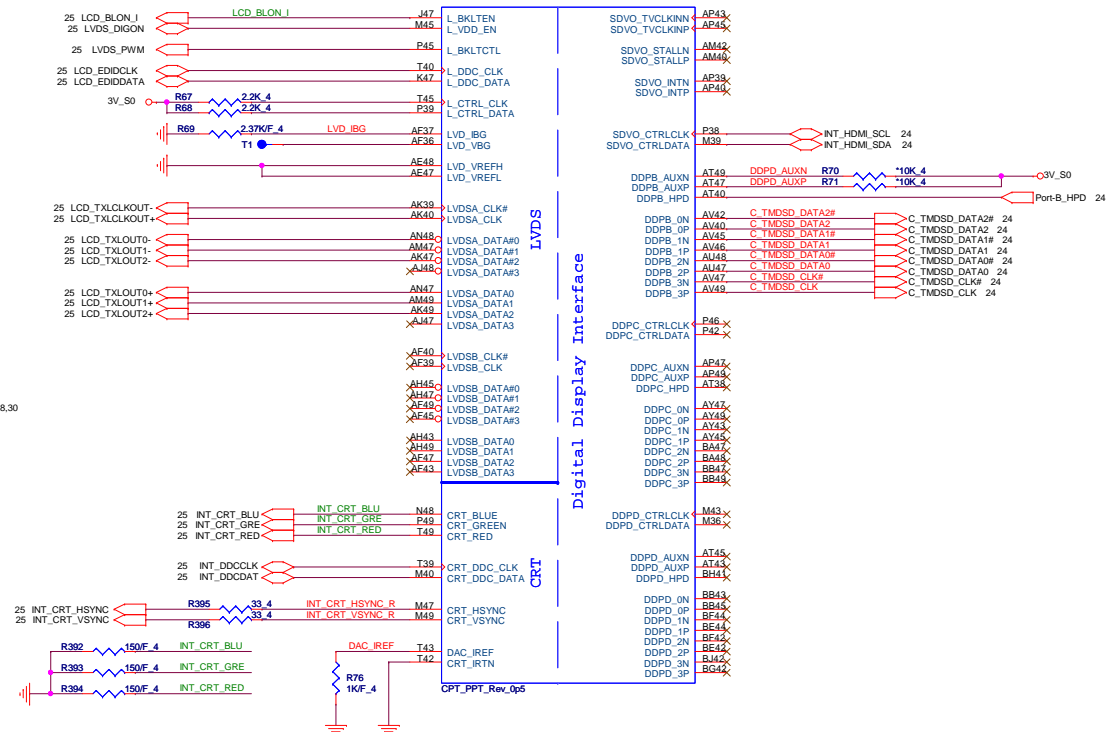 25 LCD_BLON_I LCD_BLON_I J47 L_BKLTEN
25 LVDS_DIGON M45 L_VDD_EN
25 LVDS_PWM P45 L_BKLTCTL
25 LCD_EDIDCLK T40 L_DDC_CLK
25 LCD_EDIDDATA K47 L_DDC_DATA
3V_S0 R67 2.2K_4 T45 L_CTRL_CLK
R68 2.2K_4 P39 L_CTRL_DATA
R69 2.37K/F_4 LVD_IBG AF37 LVD_IBG
T1 AF36 LVD_VBG
AE48 LVD_VREFH
AE47 LVD_VREFL
25 LCD_TXLCLKOUT- AK39 LVDSA_CLK#
25 LCD_TXLCLKOUT+ AK40 LVDSA_CLK
25 LCD_TXLOUT0- AN48 LVDSA_DATA#0
25 LCD_TXLOUT1- AM47 LVDSA_DATA#1
25 LCD_TXLOUT2- AK47 LVDSA_DATA#2
AJ48 LVDSA_DATA#3
25 LCD_TXLOUT0+ AN47 LVDSA_DATA0
25 LCD_TXLOUT1+ AM49 LVDSA_DATA1
25 LCD_TXLOUT2+ AK49 LVDSA_DATA2
AJ47 LVDSA_DATA3
AF40 LVDSB_CLK#
AF39 LVDSB_CLK
AH45 LVDSB_DATA#0
AH47 LVDSB_DATA#1
AF49 LVDSB_DATA#2
AF45 LVDSB_DATA#3
8,30
AH43 LVDSB_DATA0
AH49 LVDSB_DATA1
AF47 LVDSB_DATA2
AF43 LVDSB_DATA3
LVDS
25 INT_CRT_BLU INT_CRT_BLU N48 CRT_BLUE
25 INT_CRT_GRE INT_CRT_GRE P49 CRT_GREEN
25 INT_CRT_RED INT_CRT_RED T49 CRT_RED
25 INT_DDCCLK T39 CRT_DDC_CLK
25 INT_DDCDAT M40 CRT_DDC_DATA
CRT
25 INT_CRT_HSYNC R395 33_4 INT_CRT_HSYNC_R M47 CRT_HSYNC
25 INT_CRT_VSYNC R396 33_4 INT_CRT_VSYNC_R M49 CRT_VSYNC
R392 150/F_4 INT_CRT_BLU
R393 150/F_4 INT_CRT_GRE
R394 150/F_4 INT_CRT_RED
DAC_IREF T43 DAC_IREF
T42 CRT_IRTN
R76
1K/F_4
CPT_PPT_Rev_0p5
Digital Display Interface
SDVO_TVCLKINN AP43
SDVO_TVCLKINP AP45
SDVO_STALLN AM42
SDVO_STALLP AM40
SDVO_INTN AP39
SDVO_INTP AP40
SDVO_CTRLCLK P38 INT_HDMI_SCL 24
SDVO_CTRLDATA M39 INT_HDMI_SDA 24
DDPB_AUXN AT49 DDPD_AUXN R70 *10K_4 3V_S0
DDPB_AUXP AT47 DDPD_AUXP R71 *10K_4
DDPB_HPD AT40 Port-B_HPD 24
DDPB_0N AV42 C_TMDSD_DATA2# C_TMDSD_DATA2# 24
DDPB_0P AV40 C_TMDSD_DATA2 C_TMDSD_DATA2 24
DDPB_1N AV45 C_TMDSD_DATA1# C_TMDSD_DATA1# 24
DDPB_1P AV46 C_TMDSD_DATA1 C_TMDSD_DATA1 24
DDPB_2N AU48 C_TMDSD_DATA0# C_TMDSD_DATA0# 24
DDPB_2P AU47 C_TMDSD_DATA0 C_TMDSD_DATA0 24
DDPB_3N AV47 C_TMDSD_CLK# C_TMDSD_CLK# 24
DDPB_3P AV49 C_TMDSD_CLK C_TMDSD_CLK 24
DDPC_CTRLCLK P46
DDPC_CTRLDATA P42
DDPC_AUXN AP47
DDPC_AUXP AP49
DDPC_HPD AT38
DDPC_0N AY47
DDPC_0P AY49
DDPC_1N AY43
DDPC_1P AY45
DDPC_2N BA47
DDPC_2P BA48
DDPC_3N BB47
DDPC_3P BB49
DDPD_CTRLCLK M43
DDPD_CTRLDATA M36
DDPD_AUXN AT45
DDPD_AUXP AT43
DDPD_HPD BH41
DDPD_0N BB43
DDPD_0P BB45
DDPD_1N BF44
DDPD_1P BE44
DDPD_2N BF42
DDPD_2P BE42
DDPD_3N BJ42
DDPD_3P BG42